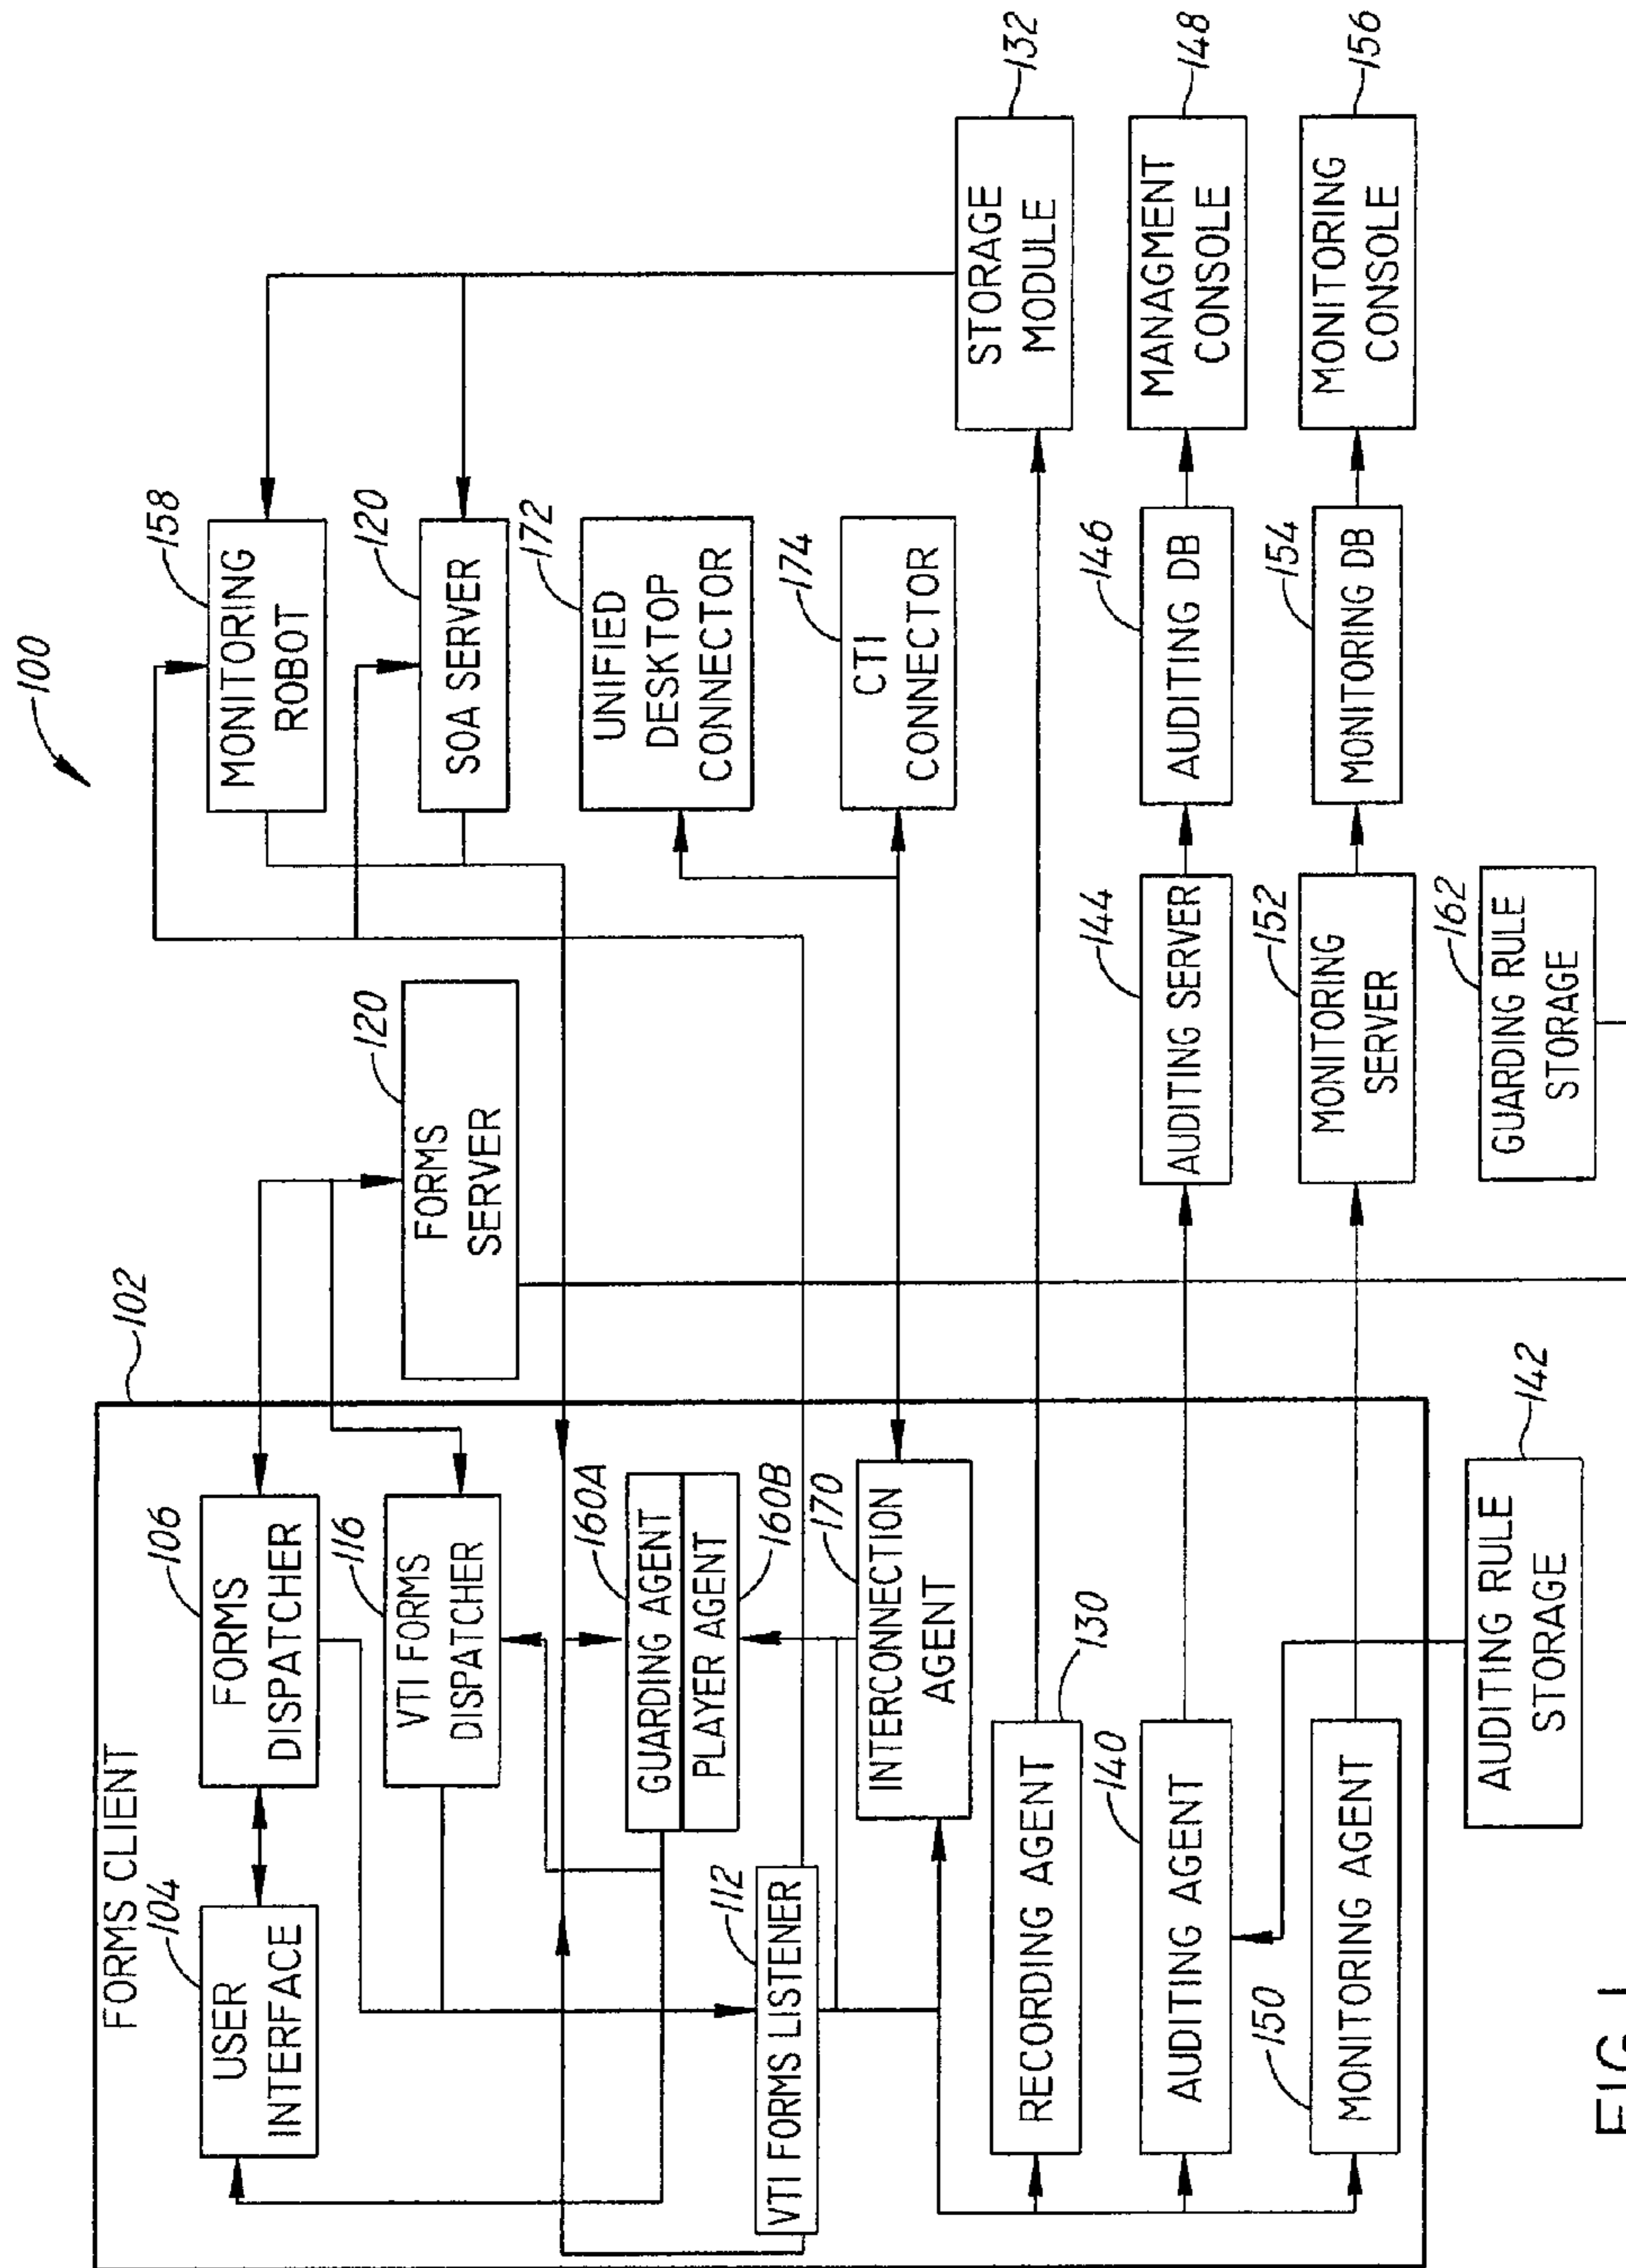 100
FORMS CLIENT
102
104
USER
INTERFACE
106
FORMS
DISPATCHER
116
VTI FORMS
DISPATCHER
120
FORMS
SERVER
158
MONITORING
ROBOT
120
SOA SERVER
172
UNIFIED
DESKTOP
CONNECTOR
174
CTI
CONNECTOR
160A
GUARDING AGENT
PLAYER AGENT
160B
112
VTI FORMS LISTENER
170
INTERCONNECTION
AGENT
130
RECORDING AGENT
132
STORAGE
MODULE
140
AUDITING AGENT
144
AUDITING SERVER
146
AUDITING DB
148
MANAGMENT
CONSOLE
150
MONITORING AGENT
152
MONITORING
SERVER
154
MONITORING DB
156
MONITORING
CONSOLE
142
AUDITING RULE
STORAGE
162
GUARDING RULE
STORAGE
FIG. 1